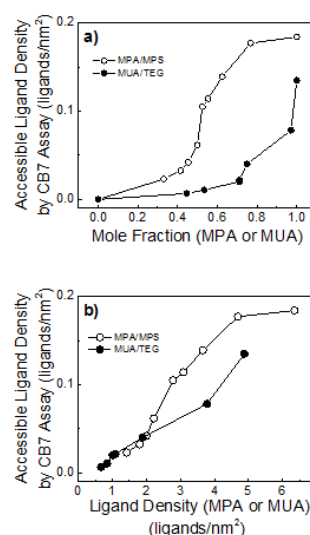 a)
MPA/MPS
MUA/TEG
Accessible Ligand Density
by CB7 Assay (ligands/nm²)
0.2
0.1
0.0
0.0 0.2 0.4 0.6 0.8 1.0
Mole Fraction (MPA or MUA)
b)
MPA/MPS
MUA/TEG
Accessible Ligand Density
by CB7 Assay (lligands/nm²)
0.2
0.1
0.0
0 1 2 3 4 5 6
Ligand Density (MPA or MUA)
(ligands/nm²)